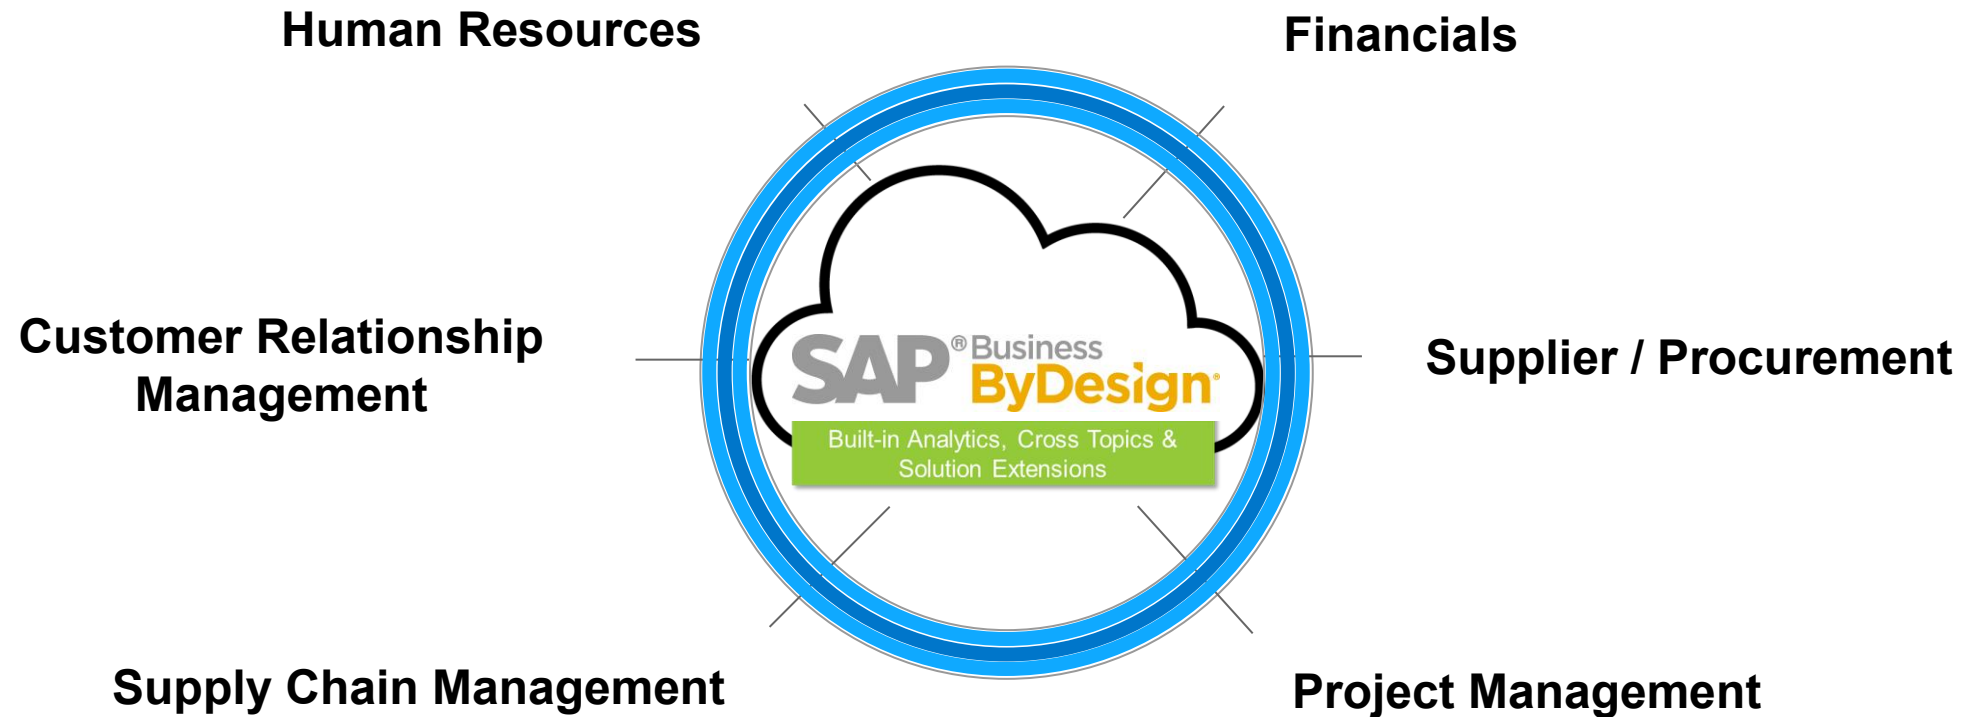 Human Resources
Financials
Customer Relationship
Management
SAP® Business
ByDesign®
Built-in Analytics, Cross Topics &
Solution Extensions
Supplier / Procurement
Supply Chain Management
Project Management